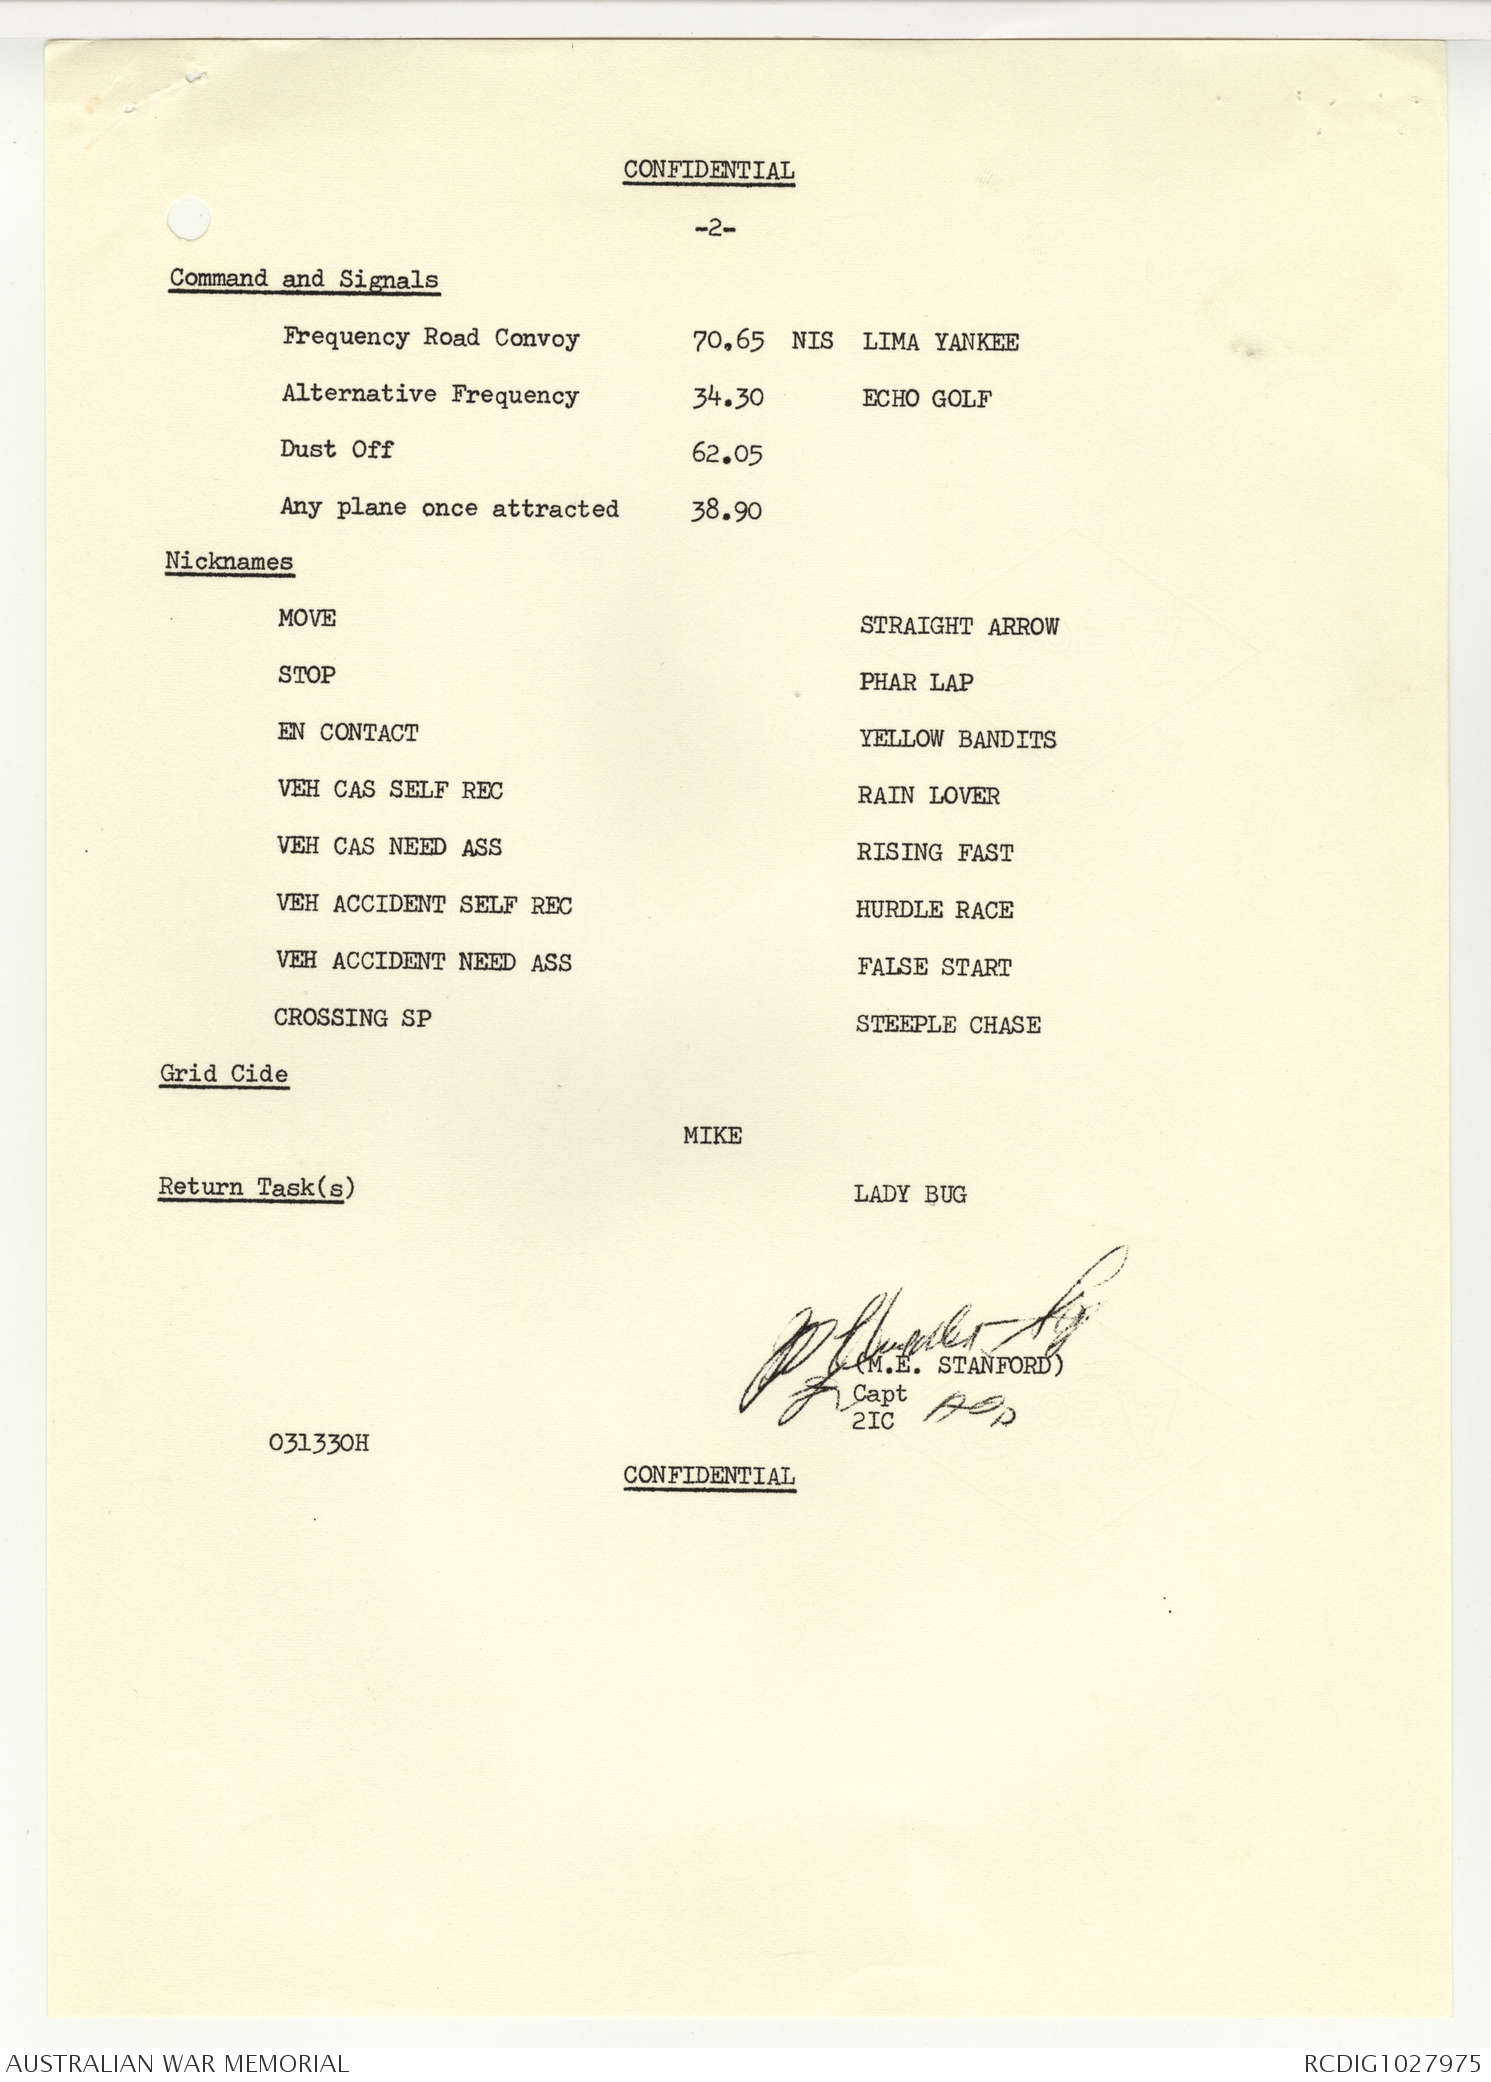 CONFIDENTIAL
-2-
Command and Signals
Frequency Road Convoy 70.65 NIS LIMA YANKEE
Alternative Frequency 34.30 ECHO GOLF
Dust Off 62.05
Any plane once attracted 38.90
Nicknames
MOVE STRAIGHT ARROW
STOP PHAR LAP
EN CONTACT YELLOW BANDITS
VEH CAS SELF REC RAIN LOVER
VEH CAS NEED ASS RISING FAST
VEH ACCIDENT SELF REC HURDLE RACE
VEH ACCIDENT NEED ASS FALSE START
CROSSING SP STEEPLE CHASE
Grid Cide
MIKE
Return Task(s) LADY BUG
(M.E. STANFORD)
Capt
2IC
031330H
CONFIDENTIAL
AUSTRALIAN WAR MEMORIAL RCDIG1027975